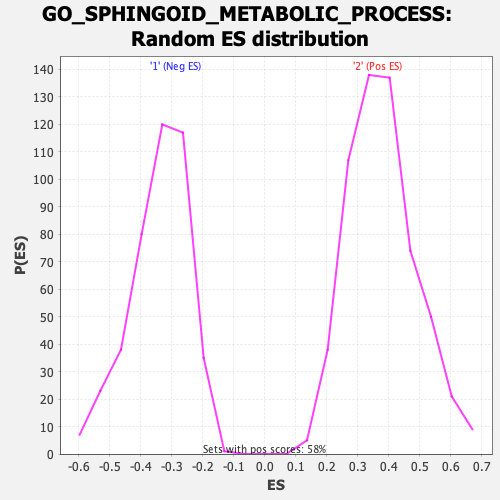 GO_SPHINGOID_METABOLIC_PROCESS:
Random ES distribution
'1' (Neg ES)
'2' (Pos ES)
140
130
120
110
100
90
80
70
60
50
40
30
20
10
0
P(ES)
Sets with pos scores: 58%
-0.6 -0.5 -0.4 -0.3 -0.2 -0.1 0.0 0.1 0.2 0.3 0.4 0.5 0.6 0.7
ES